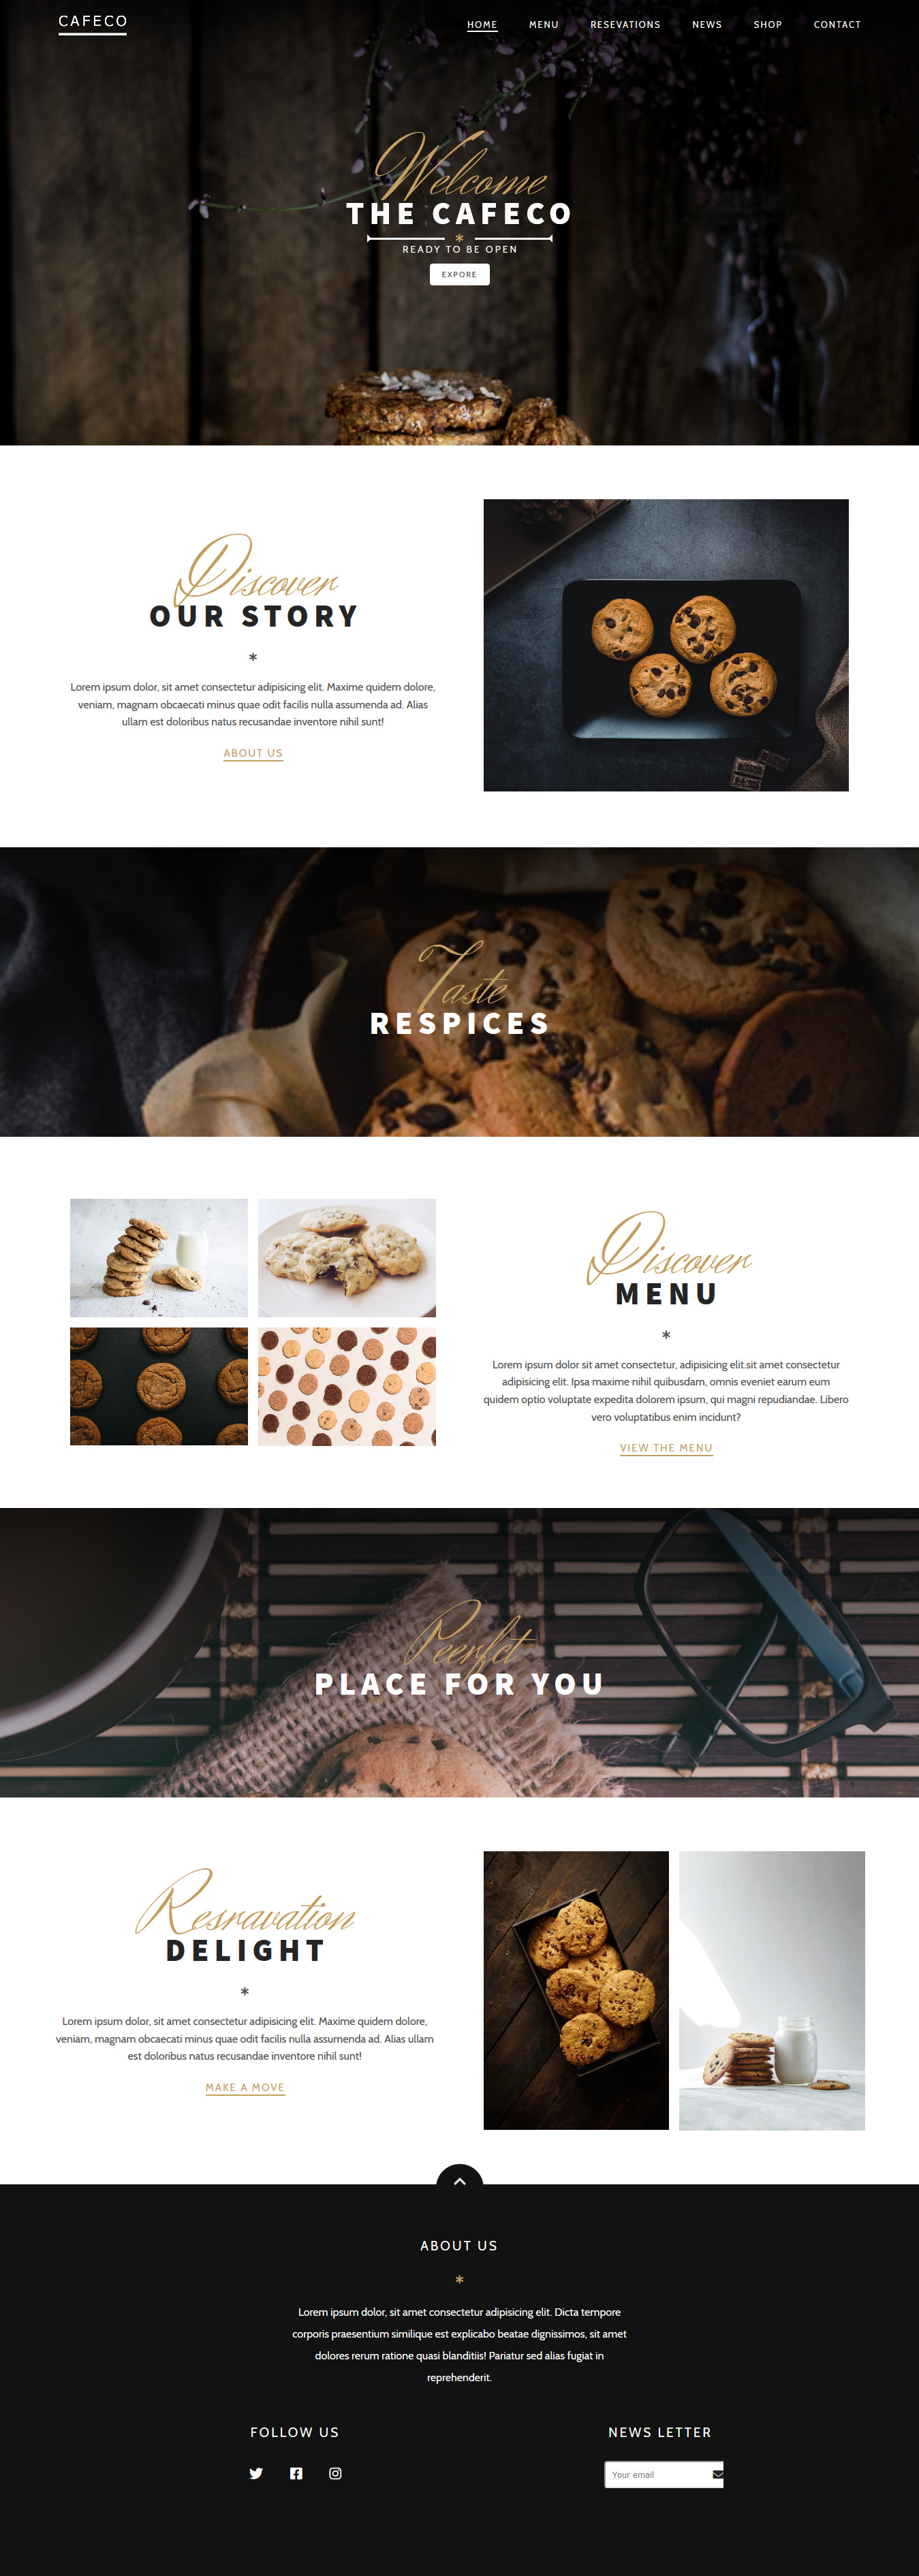 CAFECO
HOME MENU RESEVATIONS NEWS SHOP CONTACT
Welcome
THE CAFECO
*
READY TO BE OPEN
EXPORE
Discover
OUR STORY
*
Lorem ipsum dolor, sit amet consectetur adipisicing elit. Maxime quidem dolore,
veniam, magnam obcaecati minus quae odit facilis nulla assumenda ad. Alias
ullam est doloribus natus recusandae inventore nihil sunt!
ABOUT US
Taste
RESPICES
Discover
MENU
*
Lorem ipsum dolor sit amet consectetur, adipisicing elit.sit amet consectetur
adipisicing elit. Ipsa maxime nihil quibusdam, omnis eveniet earum eum
quidem optio voluptate expedita dolorem ipsum, qui magni repudiandae. Libero
vero voluptatibus enim incidunt?
VIEW THE MENU
Peerfct
PLACE FOR YOU
Resravation
DELIGHT
*
Lorem ipsum dolor, sit amet consectetur adipisicing elit. Maxime quidem dolore,
veniam, magnam obcaecati minus quae odit facilis nulla assumenda ad. Alias ullam
est doloribus natus recusandae inventore nihil sunt!
MAKE A MOVE
ABOUT US
*
Lorem ipsum dolor, sit amet consectetur adipisicing elit. Dicta tempore
corporis praesentium similique est explicabo beatae dignissimos, sit amet
dolores rerum ratione quasi blanditiis! Pariatur sed alias fugiat in
reprehenderit.
FOLLOW US
NEWS LETTER
Your email